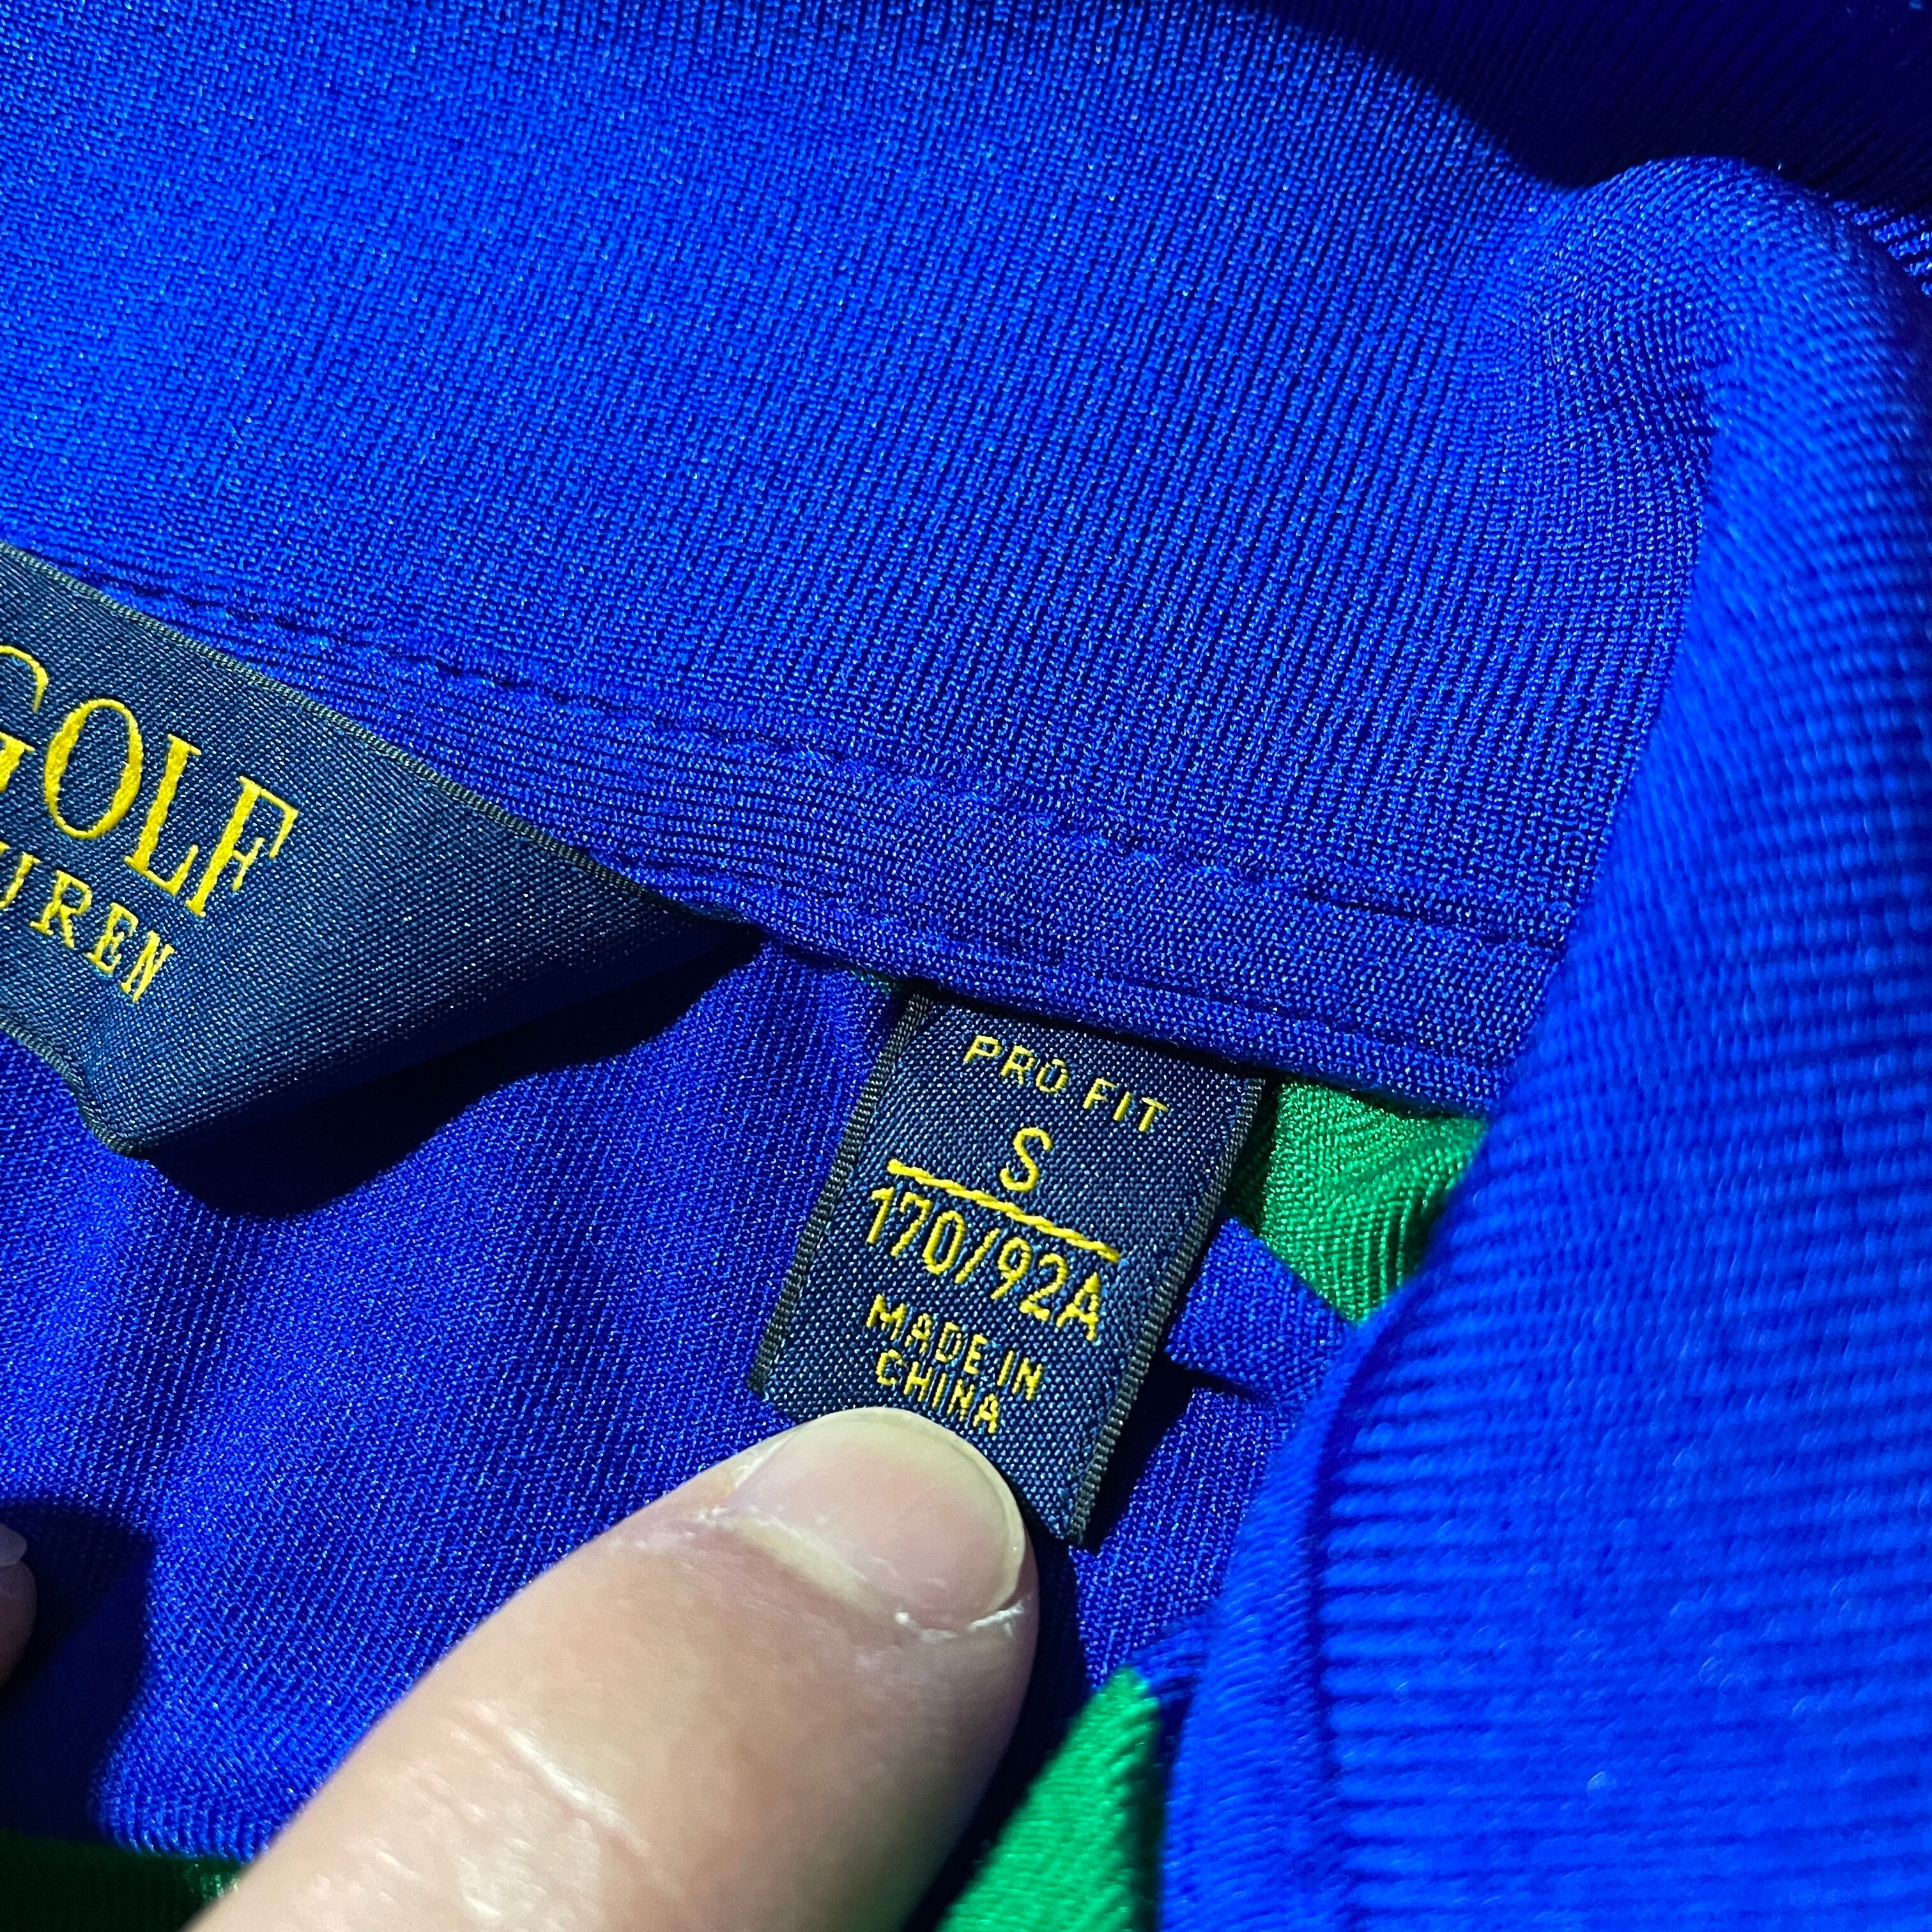 GOLF
UREN
PRO FIT
S
170/92A
MADE IN
CHINA